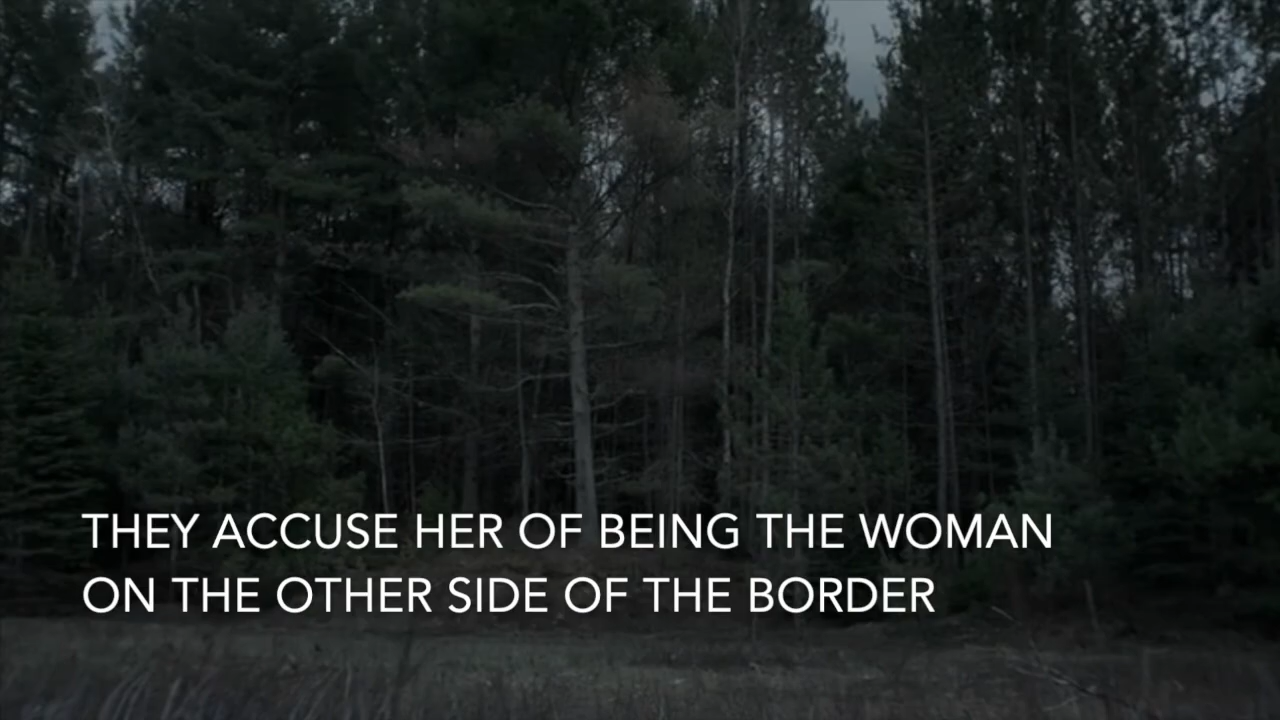 THEY ACCUSE HER OF BEING THE WOMAN
ON THE OTHER SIDE OF THE BORDER